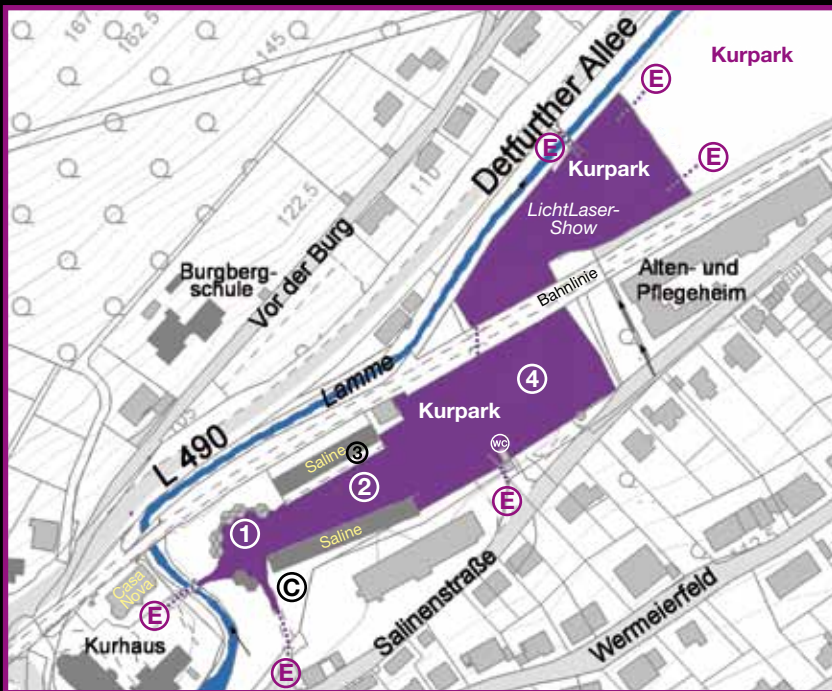 167.5
162.5
145
Detfurther Allee
Kurpark
E
E
E
Kurpark
LichtLaser-
Show
110
122.5
Vor der Burg
Burgberg-
schule
Bahnlinie
Alten- und
Pflegeheim
Lamme
L 490
4
Kurpark
WC
Saline
3
2
E
1
Saline
C
Casa
Nova
E
Kurhaus
Salinenstraße
Wermeierfeld
E